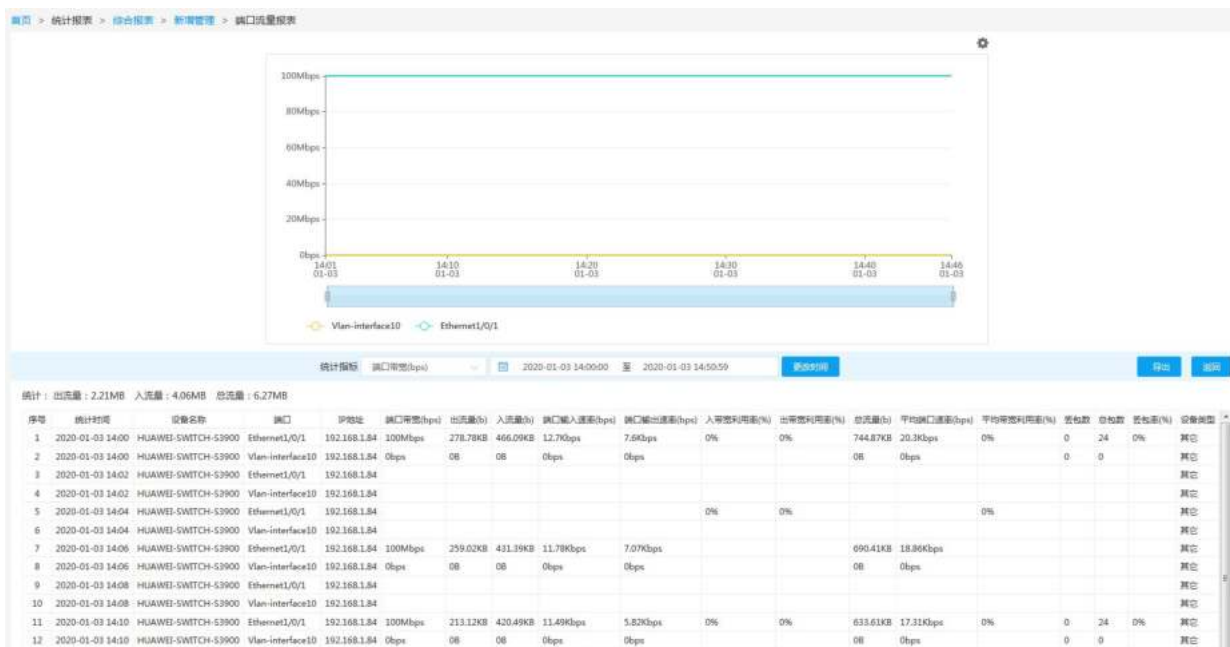 首页 > 统计报表 > 综合报表 > 新增管理 > 端口流量报表
100Mbps
80Mbps
60Mbps
40Mbps
20Mbps
0bps
14:01 14:10 14:20 14:30 14:40 14:46
01-03 01-03 01-03 01-03 01-03 01-03
Vlan-interface10 Ethernet1/0/1
统计指标 端口带宽(bps) 2020-01-03 14:00:00 至 2020-01-03 14:50:59 更改时间 导出 返回
统计： 出流量：2.21MB 入流量：4.06MB 总流量：6.27MB
序号 统计时间 设备名称 端口 IP地址 端口带宽(bps) 出流量(b) 入流量(b) 端口输入速率(bps) 端口输出速率(bps) 入带宽利用率(%) 出带宽利用率(%) 总流量(b) 平均端口速率(bps) 平均带宽利用率(%) 丢包数 总包数 丢包率(%) 设备类型
1 2020-01-03 14:00 HUAWEI-SWITCH-S3900 Ethernet1/0/1 192.168.1.84 100Mbps 278.78KB 466.09KB 12.7Kbps 7.6Kbps 0% 0% 744.87KB 20.3Kbps 0% 0 24 0% 其它
2 2020-01-03 14:00 HUAWEI-SWITCH-S3900 Vlan-interface10 192.168.1.84 0bps 0B 0B 0bps 0bps 0B 0bps 0 0 其它
3 2020-01-03 14:02 HUAWEI-SWITCH-S3900 Ethernet1/0/1 192.168.1.84 其它
4 2020-01-03 14:02 HUAWEI-SWITCH-S3900 Vlan-interface10 192.168.1.84 其它
5 2020-01-03 14:04 HUAWEI-SWITCH-S3900 Ethernet1/0/1 192.168.1.84 0% 0% 0% 其它
6 2020-01-03 14:04 HUAWEI-SWITCH-S3900 Vlan-interface10 192.168.1.84 其它
7 2020-01-03 14:06 HUAWEI-SWITCH-S3900 Ethernet1/0/1 192.168.1.84 100Mbps 259.02KB 431.39KB 11.78Kbps 7.07Kbps 690.41KB 18.86Kbps 其它
8 2020-01-03 14:06 HUAWEI-SWITCH-S3900 Vlan-interface10 192.168.1.84 0bps 0B 0B 0bps 0bps 0B 0bps 其它
9 2020-01-03 14:08 HUAWEI-SWITCH-S3900 Ethernet1/0/1 192.168.1.84 其它
10 2020-01-03 14:08 HUAWEI-SWITCH-S3900 Vlan-interface10 192.168.1.84 其它
11 2020-01-03 14:10 HUAWEI-SWITCH-S3900 Ethernet1/0/1 192.168.1.84 100Mbps 213.12KB 420.49KB 11.49Kbps 5.82Kbps 0% 0% 633.61KB 17.31Kbps 0% 0 24 0% 其它
12 2020-01-03 14:10 HUAWEI-SWITCH-S3900 Vlan-interface10 192.168.1.84 0bps 0B 0B 0bps 0bps 0B 0bps 0 0 其它